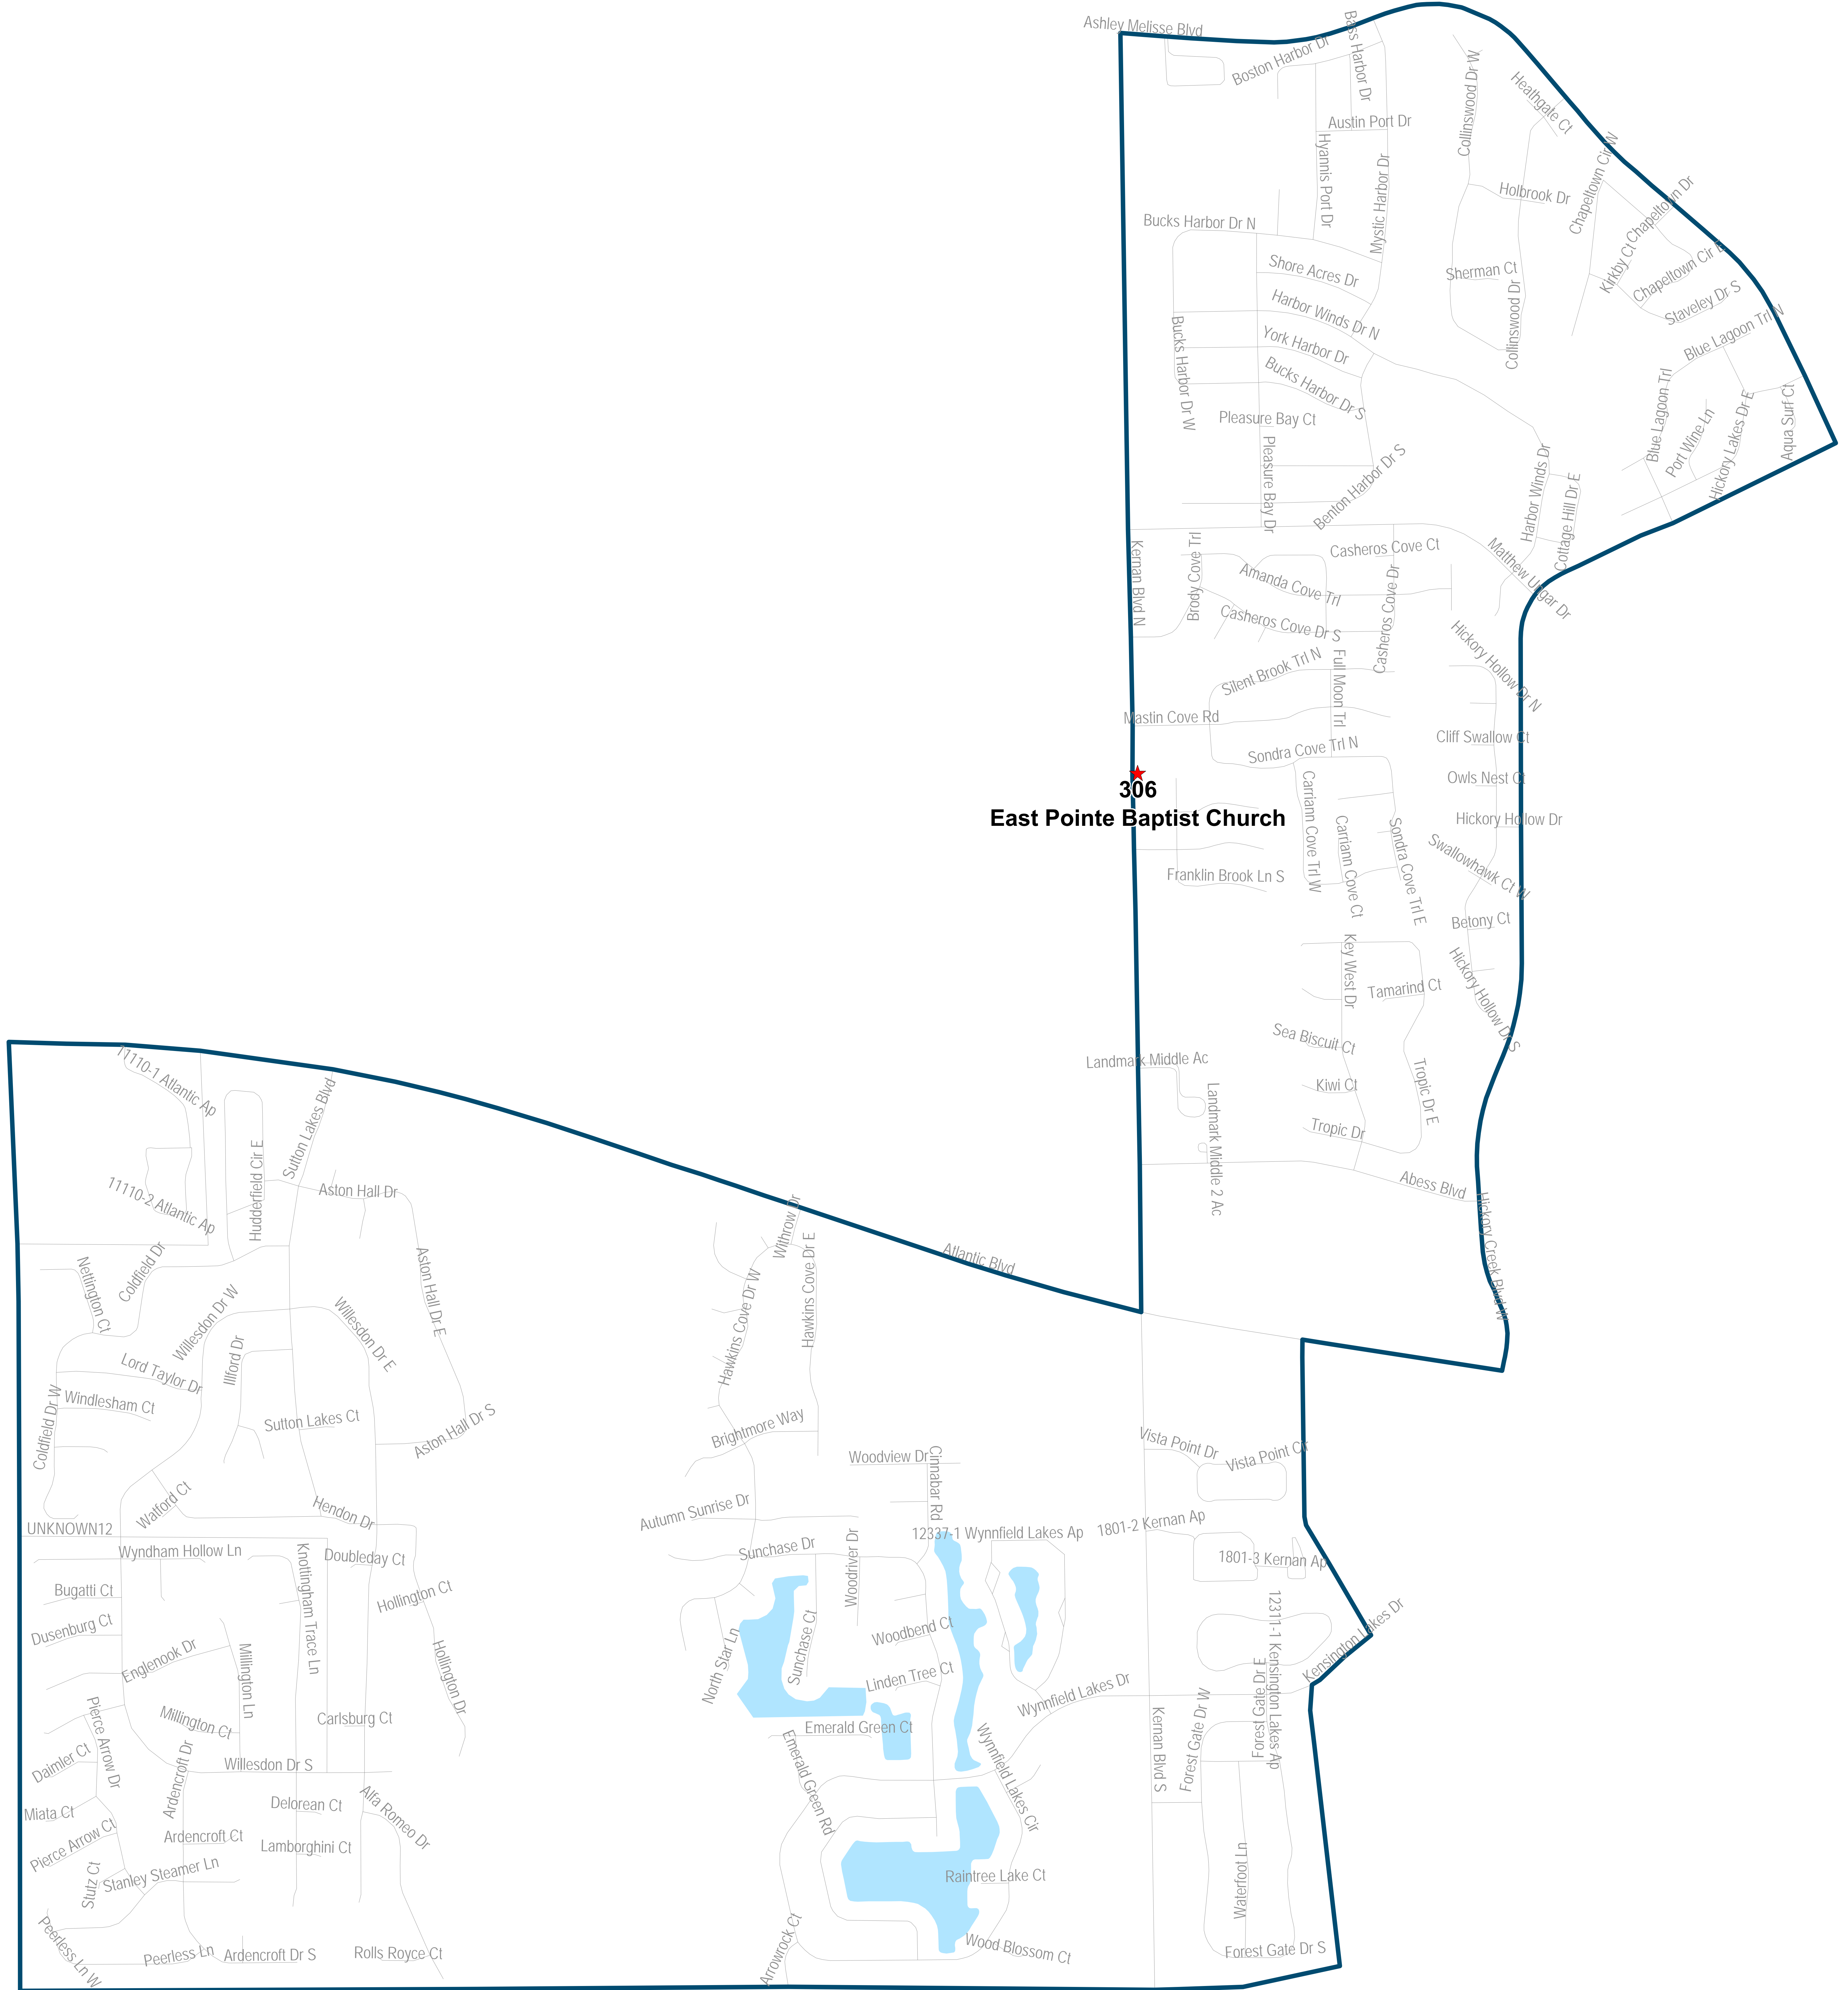 Ashley Melisse Blvd
Boston Harbor Dr
Bass Harbor Dr
Austin Port Dr
Hyannis Port Dr
Mystic Harbor Dr
Collinswood Dr W
Heathgate Ct
Holbrook Dr
Chapeltown Cir W
Chapeltown Dr
Kirkby Ct
Chapeltown Cir E
Staveley Dr S
Sherman Ct
Collinswood Dr
Bucks Harbor Dr N
Shore Acres Dr
Harbor Winds Dr N
York Harbor Dr
Bucks Harbor Dr S
Bucks Harbor Dr W
Pleasure Bay Ct
Pleasure Bay Dr
Benton Harbor Dr S
Blue Lagoon Trl N
Blue Lagoon Trl
Port Wine Ln
Hickory Lakes Dr E
Aqua Surf Ct
Harbor Winds Dr
Cottage Hill Dr E
Matthew Ungar Dr
Kernan Blvd N
Brody Cove Trl
Casheros Cove Ct
Amanda Cove Trl
Casheros Cove Dr
Casheros Cove Dr S
Silent Brook Trl N
Full Moon Trl
Hickory Hollow Dr N
Mastin Cove Rd
Sondra Cove Trl N
Cliff Swallow Ct
Owls Nest Ct
306
East Pointe Baptist Church
Carriann Cove Trl W
Carriann Cove Ct
Sondra Cove Trl E
Hickory Hollow Dr
Swallowhawk Ct W
Franklin Brook Ln S
Betony Ct
Key West Dr
Hickory Hollow Dr S
Tamarind Ct
Sea Biscuit Ct
Landmark Middle Ac
Landmark Middle 2 Ac
Kiwi Ct
Tropic Dr E
Tropic Dr
Abess Blvd
Hickory Creek Blvd W
11110-1 Atlantic Ap
11110-2 Atlantic Ap
Hudderfield Cir E
Sutton Lakes Blvd
Aston Hall Dr
Withrow Dr
Atlantic Blvd
Nettington Ct
Coldfield Dr
Willesdon Dr W
Willesdon Dr E
Aston Hall Dr E
Hawkins Cove Dr W
Hawkins Cove Dr E
Illford Dr
Lord Taylor Dr
Windlesham Ct
Coldfield Dr W
Sutton Lakes Ct
Aston Hall Dr S
Brightmore Way
Woodview Dr
Cinnabar Rd
Vista Point Dr
Vista Point Cir
Watford Ct
Hendon Dr
Autumn Sunrise Dr
UNKNOWN12
12337-1 Wynnfield Lakes Ap
1801-2 Kernan Ap
1801-3 Kernan Ap
Wyndham Hollow Ln
Knottingham Trace Ln
Doubleday Ct
Sunchase Dr
Woodriver Dr
Bugatti Ct
Hollington Ct
Dusenburg Ct
Englenook Dr
Millington Ln
Hollington Dr
North Star Ln
Sunchase Ct
Woodbend Ct
Linden Tree Ct
12311-1 Kensington Lakes Ap
Kensington Lakes Dr
Wynnfield Lakes Dr
Pierce Arrow Dr
Millington Ct
Carlsburg Ct
Emerald Green Ct
Emerald Green Rd
Wynnfield Lakes Cir
Kernan Blvd S
Forest Gate Dr W
Forest Gate Dr E
Daimler Ct
Ardencroft Dr
Willesdon Dr S
Miata Ct
Delorean Ct
Alfa Romeo Dr
Pierce Arrow Ct
Ardencroft Ct
Lamborghini Ct
Stutz Ct
Stanley Steamer Ln
Raintree Lake Ct
Waterfoot Ln
Peerless Ln W
Peerless Ln
Ardencroft Dr S
Rolls Royce Ct
Arrowrock Ct
Wood Blossom Ct
Forest Gate Dr S